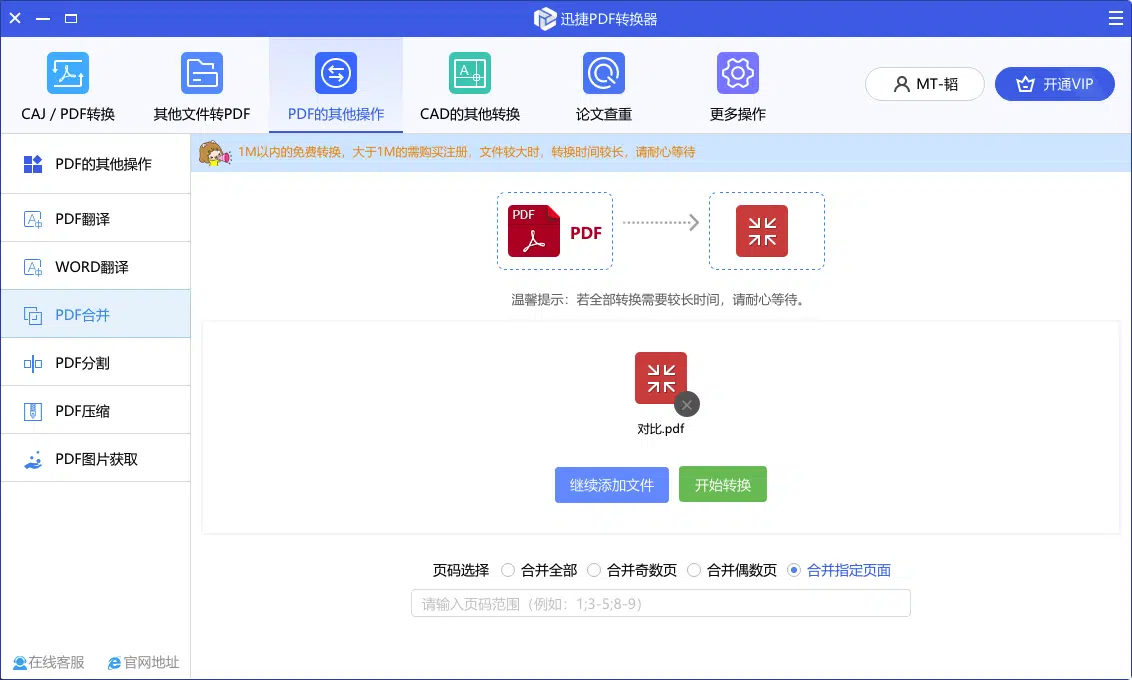 迅捷PDF转换器
CAJ / PDF转换
其他文件转PDF
PDF的其他操作
CAD的其他转换
论文查重
更多操作
MT-韬
开通VIP
PDF的其他操作
1M以内的免费转换，大于1M的需购买注册，文件较大时，转换时间较长，请耐心等待
PDF翻译
WORD翻译
PDF合并
PDF分割
PDF压缩
PDF图片获取
PDF
PDF
温馨提示：若全部转换需要较长时间，请耐心等待。
对比.pdf
继续添加文件
开始转换
页码选择 合并全部 合并奇数页 合并偶数页 合并指定页面
请输入页码范围（例如：1;3-5;8-9）
在线客服
官网地址